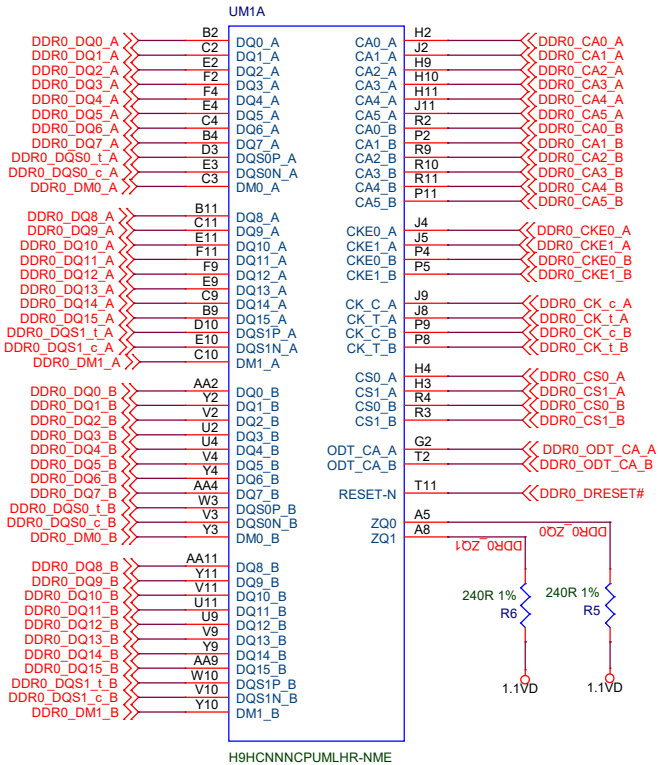 UM1A
DDR0_DQ0_A B2 DQ0_A CA0_A H2 DDR0_CA0_A
DDR0_DQ1_A C2 DQ1_A CA1_A J2 DDR0_CA1_A
DDR0_DQ2_A E2 DQ2_A CA2_A H9 DDR0_CA2_A
DDR0_DQ3_A F2 DQ3_A CA3_A H10 DDR0_CA3_A
DDR0_DQ4_A F4 DQ4_A CA4_A H11 DDR0_CA4_A
DDR0_DQ5_A E4 DQ5_A CA5_A J11 DDR0_CA5_A
DDR0_DQ6_A C4 DQ6_A CA0_B R2 DDR0_CA0_B
DDR0_DQ7_A B4 DQ7_A CA1_B P2 DDR0_CA1_B
DDR0_DQS0_t_A D3 DQS0P_A CA2_B R9 DDR0_CA2_B
DDR0_DQS0_c_A E3 DQS0N_A CA3_B R10 DDR0_CA3_B
DDR0_DM0_A C3 DM0_A CA4_B R11 DDR0_CA4_B
CA5_B P11 DDR0_CA5_B
DDR0_DQ8_A B11 DQ8_A
DDR0_DQ9_A C11 DQ9_A CKE0_A J4 DDR0_CKE0_A
DDR0_DQ10_A E11 DQ10_A CKE1_A J5 DDR0_CKE1_A
DDR0_DQ11_A F11 DQ11_A CKE0_B P4 DDR0_CKE0_B
DDR0_DQ12_A F9 DQ12_A CKE1_B P5 DDR0_CKE1_B
DDR0_DQ13_A E9 DQ13_A
DDR0_DQ14_A C9 DQ14_A CK_C_A J9 DDR0_CK_c_A
DDR0_DQ15_A B9 DQ15_A CK_T_A J8 DDR0_CK_t_A
DDR0_DQS1_t_A D10 DQS1P_A CK_C_B P9 DDR0_CK_c_B
DDR0_DQS1_c_A E10 DQS1N_A CK_T_B P8 DDR0_CK_t_B
DDR0_DM1_A C10 DM1_A
CS0_A H4 DDR0_CS0_A
DDR0_DQ0_B AA2 DQ0_B CS1_A H3 DDR0_CS1_A
DDR0_DQ1_B Y2 DQ1_B CS0_B R4 DDR0_CS0_B
DDR0_DQ2_B V2 DQ2_B CS1_B R3 DDR0_CS1_B
DDR0_DQ3_B U2 DQ3_B
DDR0_DQ4_B U4 DQ4_B ODT_CA_A G2 DDR0_ODT_CA_A
DDR0_DQ5_B V4 DQ5_B ODT_CA_B T2 DDR0_ODT_CA_B
DDR0_DQ6_B Y4 DQ6_B
DDR0_DQ7_B AA4 DQ7_B RESET-N T11 DDR0_DRESET#
DDR0_DQS0_t_B W3 DQS0P_B
DDR0_DQS0_c_B V3 DQS0N_B ZQ0 A5 DDR0_ZQ0
DDR0_DM0_B Y3 DM0_B ZQ1 A8 DDR0_ZQ1
DDR0_DQ8_B AA11 DQ8_B
DDR0_DQ9_B Y11 DQ9_B
DDR0_DQ10_B V11 DQ10_B 240R 1% 240R 1%
DDR0_DQ11_B U11 DQ11_B R6 R5
DDR0_DQ12_B U9 DQ12_B
DDR0_DQ13_B V9 DQ13_B
DDR0_DQ14_B Y9 DQ14_B
DDR0_DQ15_B AA9 DQ15_B
DDR0_DQS1_t_B W10 DQS1P_B
DDR0_DQS1_c_B V10 DQS1N_B 1.1VD 1.1VD
DDR0_DM1_B Y10 DM1_B
H9HCNNNCPUMLHR-NME